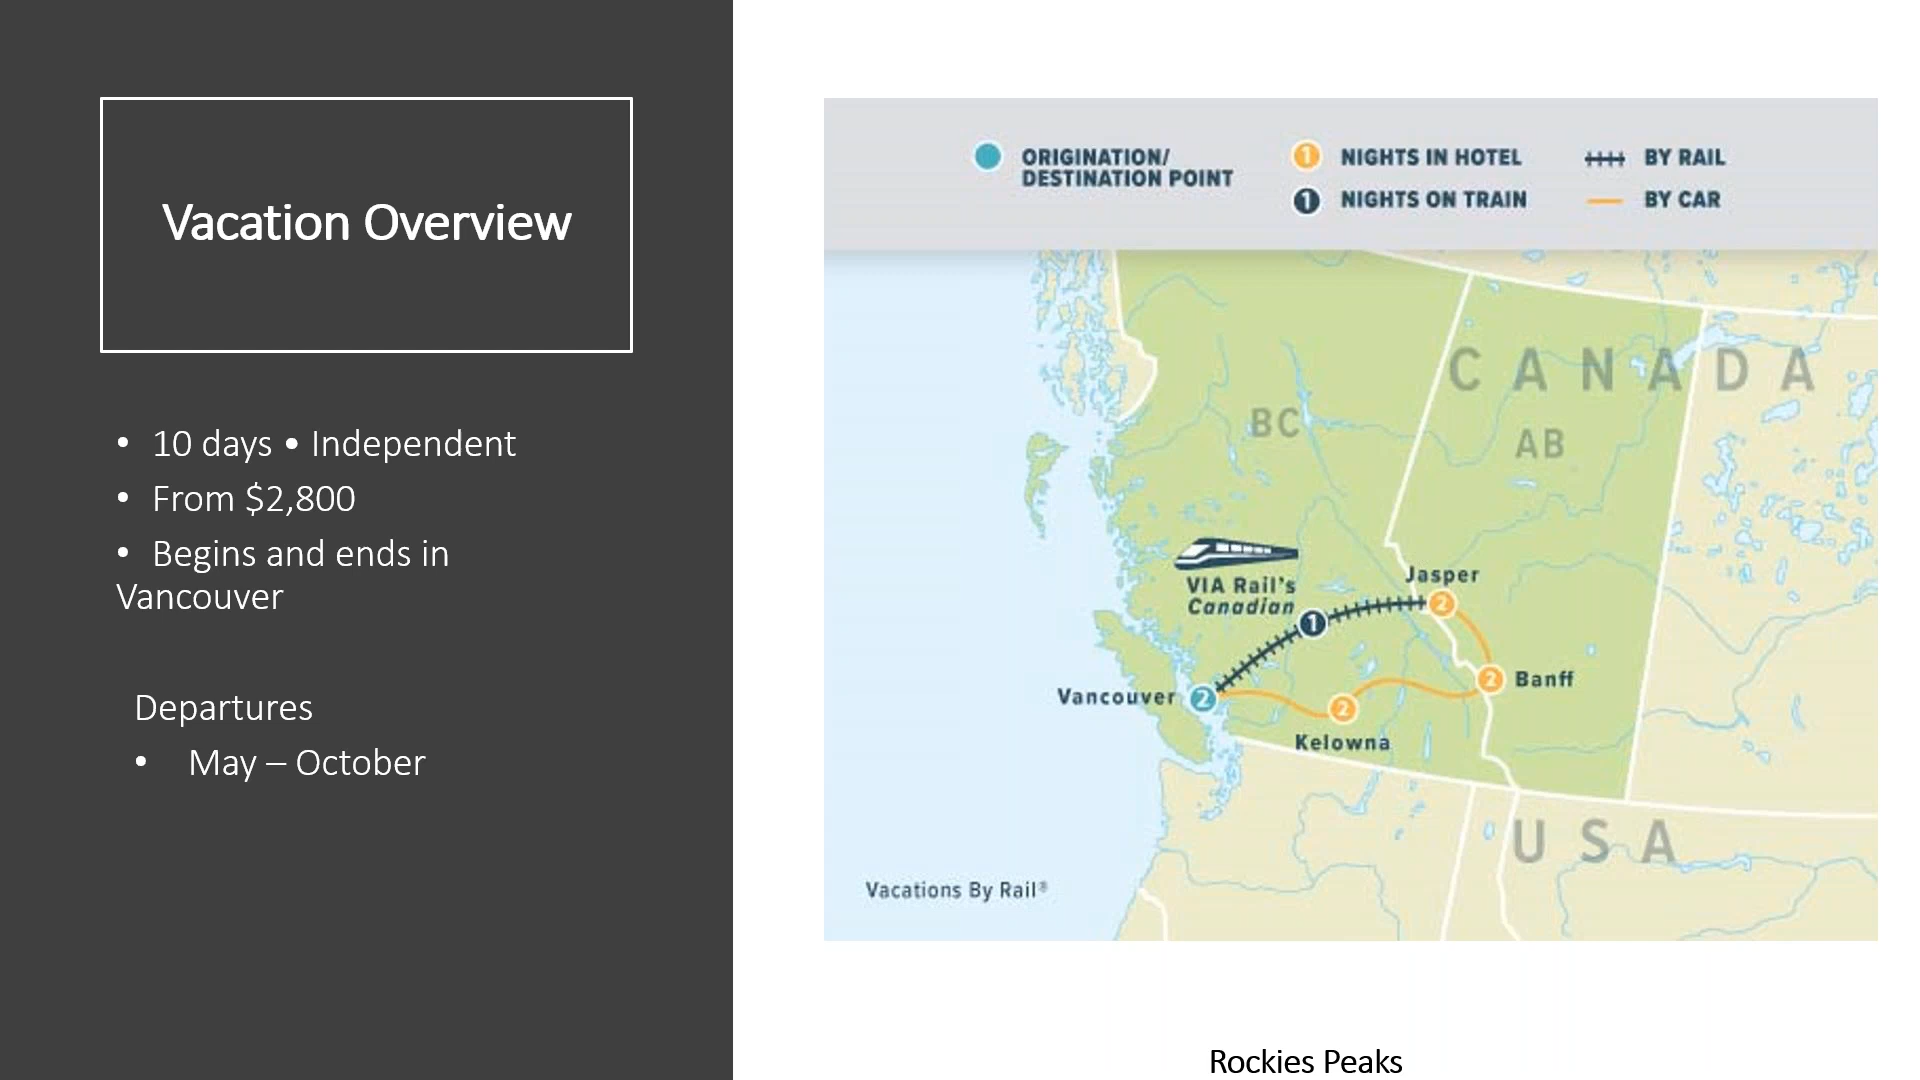 Vacation Overview
• 10 days • Independent
• From $2,800
• Begins and ends in
Vancouver
Departures
• May – October
ORIGINATION/
DESTINATION POINT
1 NIGHTS IN HOTEL
1 NIGHTS ON TRAIN
BY RAIL
BY CAR
CANADA
BC
AB
VIA Rail's
Canadian
1
Jasper
2
2 Banff
Vancouver 2
2
Kelowna
USA
Vacations By Rail®
Rockies Peaks